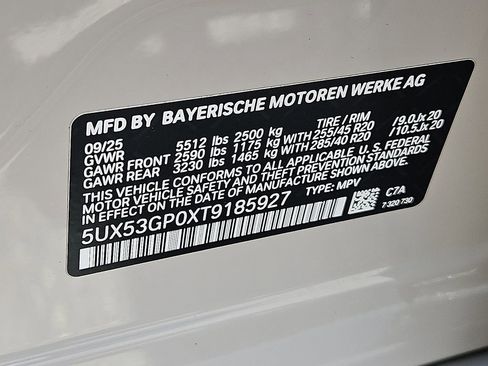 MFD BY BAYERISCHE MOTOREN WERKE AG
09/25 5512 lbs 2500 kg TIRE / RIM
GVWR
GAWR FRONT 2590 lbs 1175 kg WITH 255/45 R20 /9.0Jx20
GAWR REAR 3230 lbs 1465 kg WITH 285/40 R20 /10.5Jx20
THIS VEHICLE CONFORMS TO ALL APPLICABLE U. S. FEDERAL
MOTOR VEHICLE SAFETY AND THEFT PREVENTION STANDARDS
IN EFFECT ON THE DATE OF MANUFACTURE SHOWN ABOVE.
5UX53GP0XT9185927 TYPE: MPV C7A
7-320-730